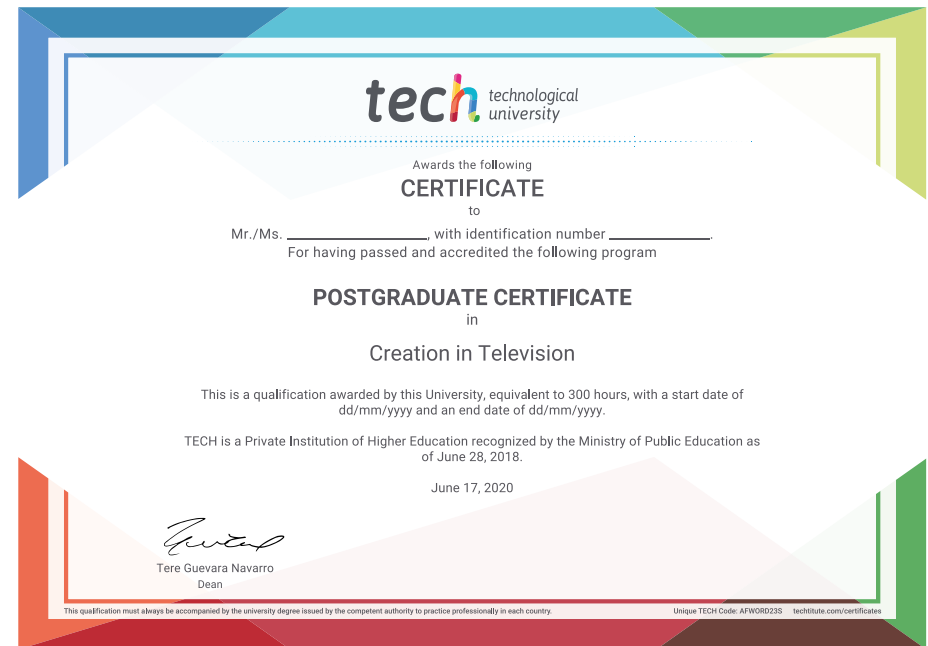 tech technological
university
Awards the following
CERTIFICATE
to
Mr./Ms. __________________, with identification number _____________.
For having passed and accredited the following program
POSTGRADUATE CERTIFICATE
in
Creation in Television
This is a qualification awarded by this University, equivalent to 300 hours, with a start date of
dd/mm/yyyy and an end date of dd/mm/yyyy.
TECH is a Private Institution of Higher Education recognized by the Ministry of Public Education as
of June 28, 2018.
June 17, 2020
Tere Guevara Navarro
Dean
This qualification must always be accompanied by the university degree issued by the competent authority to practice professionally in each country.
Unique TECH Code: AFWORD23S techtitute.com/certificates